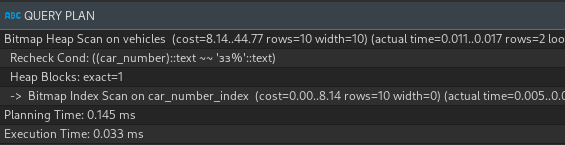 ABC QUERY PLAN
Bitmap Heap Scan on vehicles (cost=8.14..44.77 rows=10 width=10) (actual time=0.011..0.017 rows=2 loo
Recheck Cond: ((car_number)::text ~~ 'зз%'::text)
Heap Blocks: exact=1
-> Bitmap Index Scan on car_number_index (cost=0.00..8.14 rows=10 width=0) (actual time=0.005..0.0
Planning Time: 0.145 ms
Execution Time: 0.033 ms